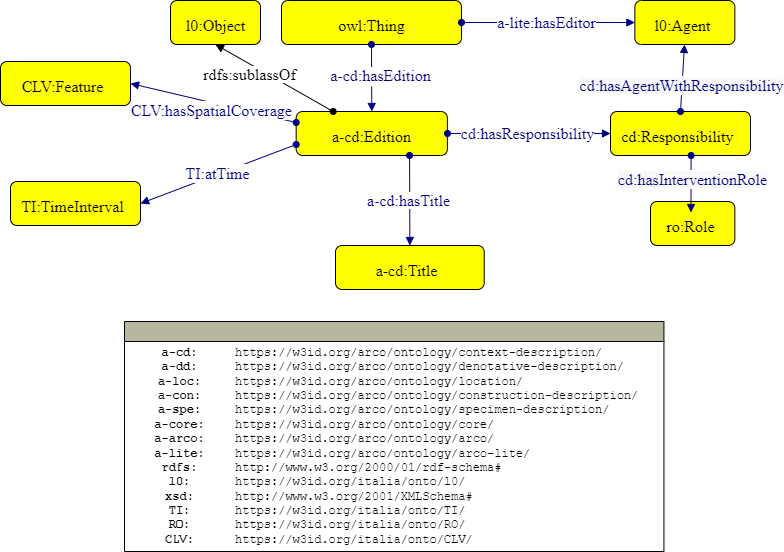 l0:Object
owl:Thing
a-lite:hasEditor
l0:Agent
rdfs:sublassOf
a-cd:hasEdition
CLV:Feature
cd:hasAgentWithResponsibility
CLV:hasSpatialCoverage
a-cd:Edition
cd:hasResponsibility
cd:Responsibility
TI:atTime
cd:hasInterventionRole
TI:TimeInterval
a-cd:hasTitle
ro:Role
a-cd:Title
a-cd: https://w3id.org/arco/ontology/context-description/
a-dd: https://w3id.org/arco/ontology/denotative-description/
a-loc: https://w3id.org/arco/ontology/location/
a-con: https://w3id.org/arco/ontology/construction-description/
a-spe: https://w3id.org/arco/ontology/specimen-description/
a-core: https://w3id.org/arco/ontology/core/
a-arco: https://w3id.org/arco/ontology/arco/
a-lite: https://w3id.org/arco/ontology/arco-lite/
rdfs: http://www.w3.org/2000/01/rdf-schema#
l0: https://w3id.org/italia/onto/l0/
xsd: http://www.w3.org/2001/XMLSchema#
TI: https://w3id.org/italia/onto/TI/
RO: https://w3id.org/italia/onto/RO/
CLV: https://w3id.org/italia/onto/CLV/